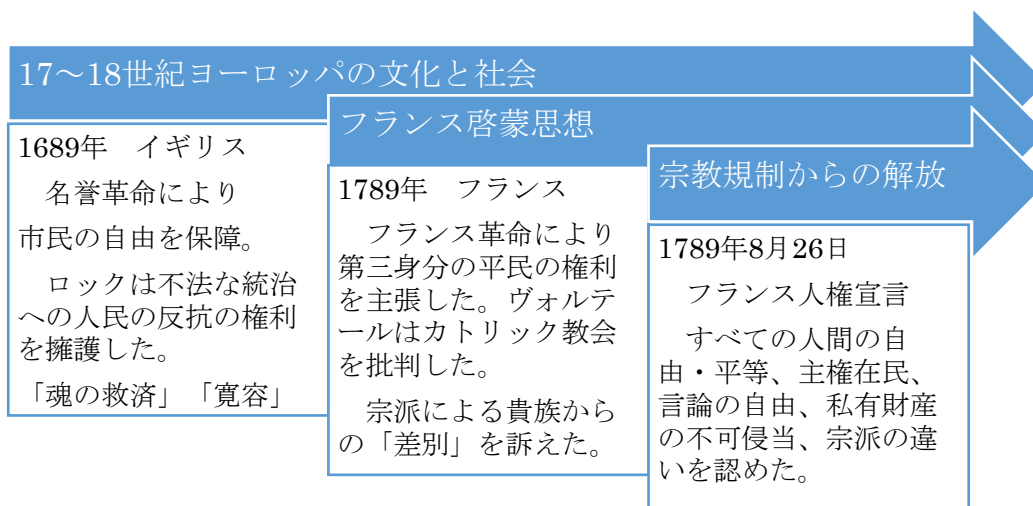 17～18世紀ヨーロッパの文化と社会
1689年　イギリス
名誉革命により
市民の自由を保障。
ロックは不法な統治
への人民の反抗の権利
を擁護した。
「魂の救済」「寛容」
フランス啓蒙思想
1789年　フランス
フランス革命により
第三身分の平民の権利
を主張した。ヴォルテ
ールはカトリック教会
を批判した。
宗派による貴族から
の「差別」を訴えた。
宗教規制からの解放
1789年8月26日
フランス人権宣言
すべての人間の自
由・平等、主権在民、
言論の自由、私有財産
の不可侵当、宗派の違
いを認めた。